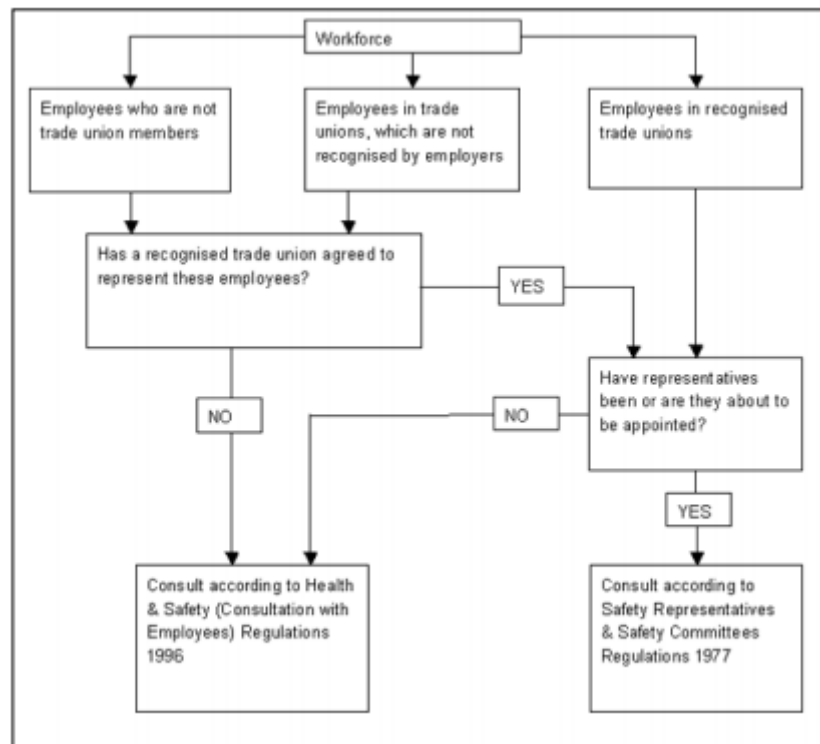 Workforce
Employees who are not
trade union members
Employees in trade
unions, which are not
recognised by employers
Employees in recognised
trade unions
Has a recognised trade union agreed to
represent these employees?
YES
Have representatives
been or are they about to
be appointed?
NO
NO
YES
Consult according to Health
& Safety (Consultation with
Employees) Regulations
1996
Consult according to
Safety Representatives
& Safety Committees
Regulations 1977